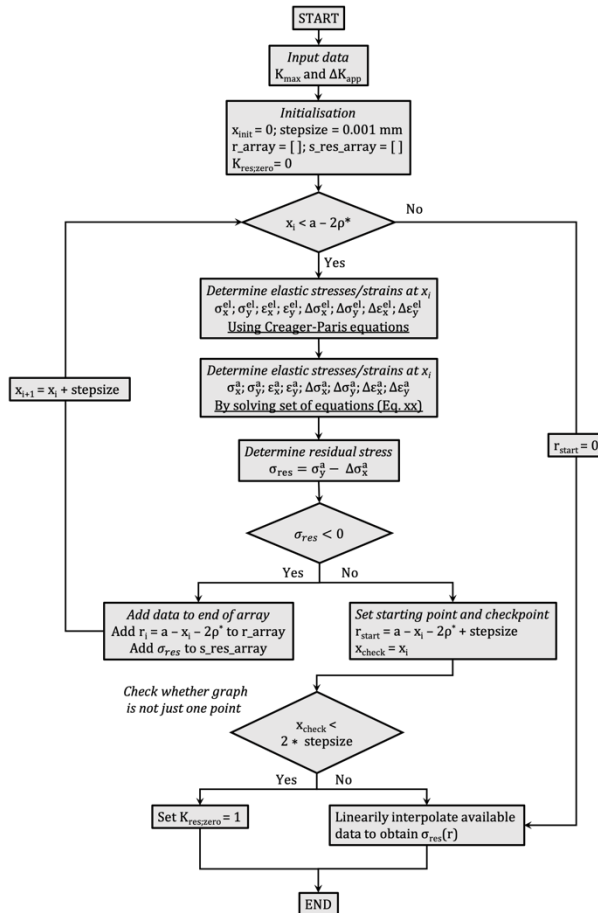 START
Input data
K_max and ΔK_app
Initialisation
x_init = 0; stepsize = 0.001 mm
r_array = [ ]; s_res_array = [ ]
K_res;zero = 0
x_i < a − 2ρ*
No
Yes
Determine elastic stresses/strains at x_i
σ_x^el; σ_y^el; ε_x^el; ε_y^el; Δσ_x^el; Δσ_y^el; Δε_x^el; Δε_y^el
Using Creager-Paris equations
Determine elastic stresses/strains at x_i
σ_x^a; σ_y^a; ε_x^a; ε_y^a; Δσ_x^a; Δσ_y^a; Δε_x^a; Δε_y^a
By solving set of equations (Eq. xx)
x_i+1 = x_i + stepsize
r_start = 0
Determine residual stress
σ_res = σ_y^a − Δσ_x^a
σ_res < 0
Yes
No
Add data to end of array
Add r_i = a − x_i − 2ρ* to r_array
Add σ_res to s_res_array
Set starting point and checkpoint
r_start = a − x_i − 2ρ* + stepsize
x_check = x_i
Check whether graph
is not just one point
x_check <
2 * stepsize
Yes
No
Set K_res;zero = 1
Linearily interpolate available
data to obtain σ_res(r)
END